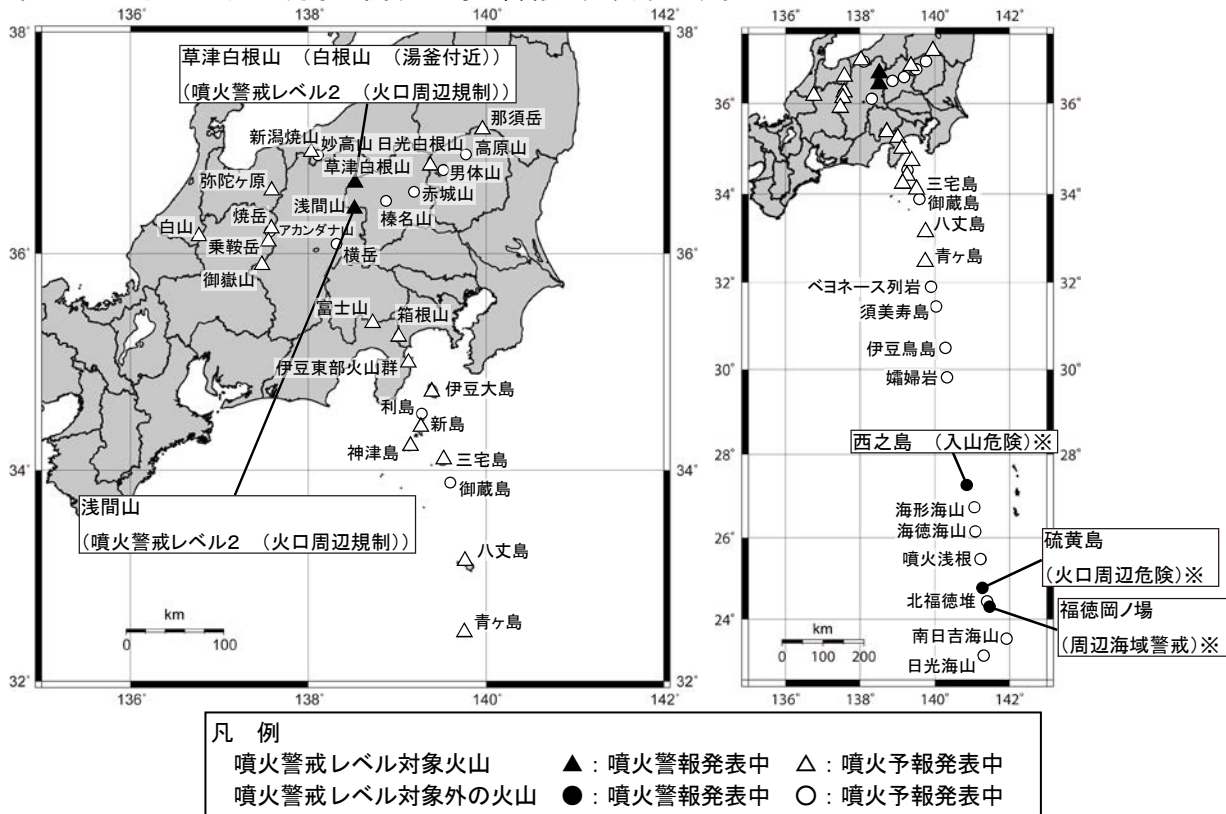 38°
36°
34°
32°
136°
138°
140°
142°
草津白根山 (白根山 (湯釜付近))
(噴火警戒レベル2 (火口周辺規制))
那須岳
新潟焼山
妙高山
日光白根山
高原山
草津白根山
男体山
弥陀ヶ原
赤城山
浅間山
榛名山
焼岳
アカンダナ山
白山
乗鞍岳
横岳
御嶽山
富士山
箱根山
伊豆東部火山群
伊豆大島
利島
新島
神津島
三宅島
御蔵島
浅間山
(噴火警戒レベル2 (火口周辺規制))
八丈島
青ヶ島
km
0 100
136°
138°
140°
142°
36°
34°
32°
30°
28°
26°
24°
136°
138°
140°
142°
三宅島
御蔵島
八丈島
青ヶ島
ベヨネース列岩
須美寿島
伊豆鳥島
孀婦岩
西之島 (入山危険)※
海形海山
海徳海山
噴火浅根
硫黄島
(火口周辺危険)※
北福徳堆
福徳岡ノ場
(周辺海域警戒)※
南日吉海山
日光海山
km
0 100 200
凡 例
噴火警戒レベル対象火山 ▲:噴火警報発表中 △:噴火予報発表中
噴火警戒レベル対象外の火山 ●:噴火警報発表中 ○:噴火予報発表中